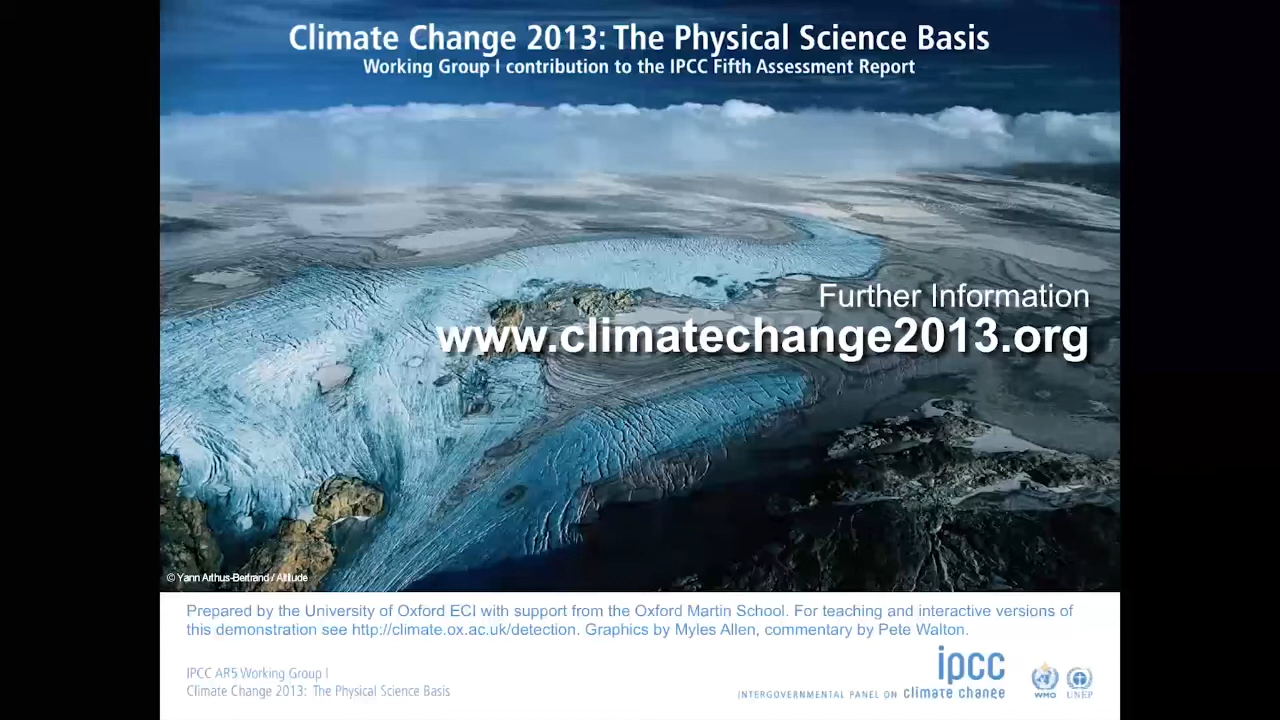 Climate Change 2013: The Physical Science Basis
Working Group I contribution to the IPCC Fifth Assessment Report
Further Information
www.climatechange2013.org
© Yann Arthus-Bertrand / Altitude
Prepared by the University of Oxford ECI with support from the Oxford Martin School. For teaching and interactive versions of
this demonstration see http://climate.ox.ac.uk/detection. Graphics by Myles Allen, commentary by Pete Walton.
IPCC AR5 Working Group I
Climate Change 2013: The Physical Science Basis
ipcc
INTERGOVERNMENTAL PANEL ON climate change
WMO
UNEP